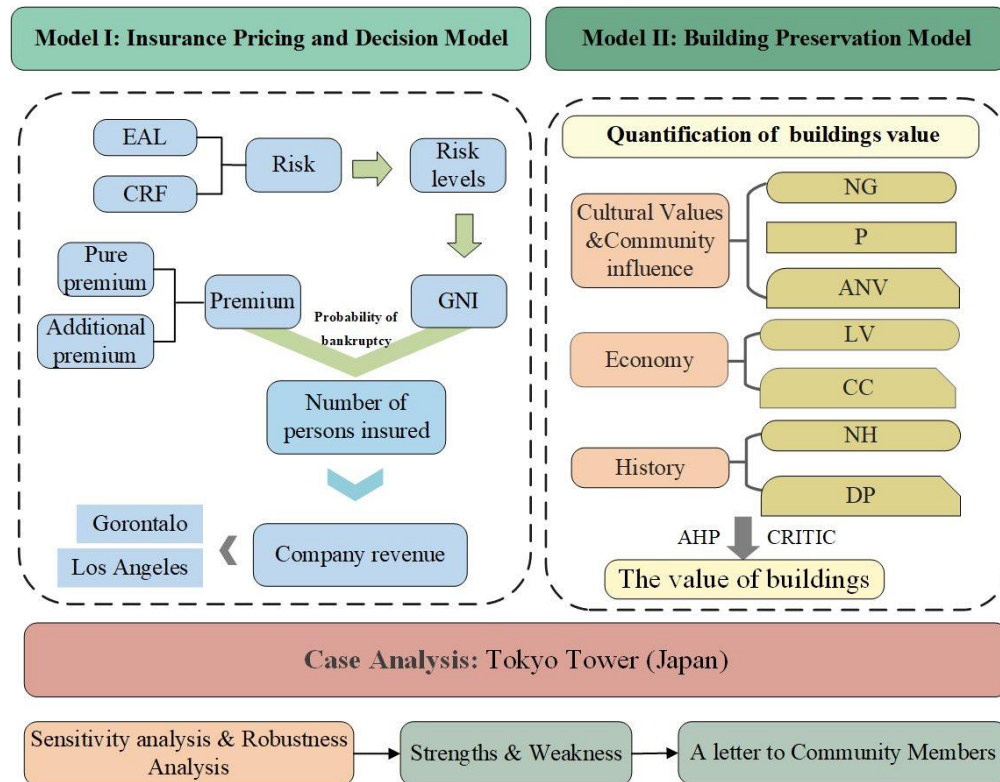 Model I: Insurance Pricing and Decision Model
Model II: Building Preservation Model
EAL
CRF
Risk
Risk
levels
Pure
premium
Additional
premium
Premium
Probability of
bankruptcy
GNI
Number of
persons insured
Gorontalo
Los Angeles
Company revenue
Quantification of buildings value
Cultural Values
&Community
influence
NG
P
ANV
Economy
LV
CC
History
NH
DP
AHP
CRITIC
The value of buildings
Case Analysis: Tokyo Tower (Japan)
Sensitivity analysis & Robustness
Analysis
Strengths & Weakness
A letter to Community Members